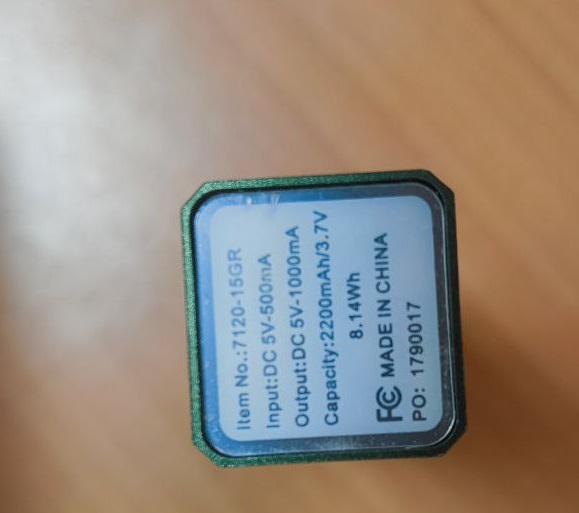 Item No.:7120-15GR
Input:DC 5V-500mA
Output:DC 5V-1000mA
Capacity:2200mAh/3.7V
8.14Wh
FC MADE IN CHINA
PO: 1790017